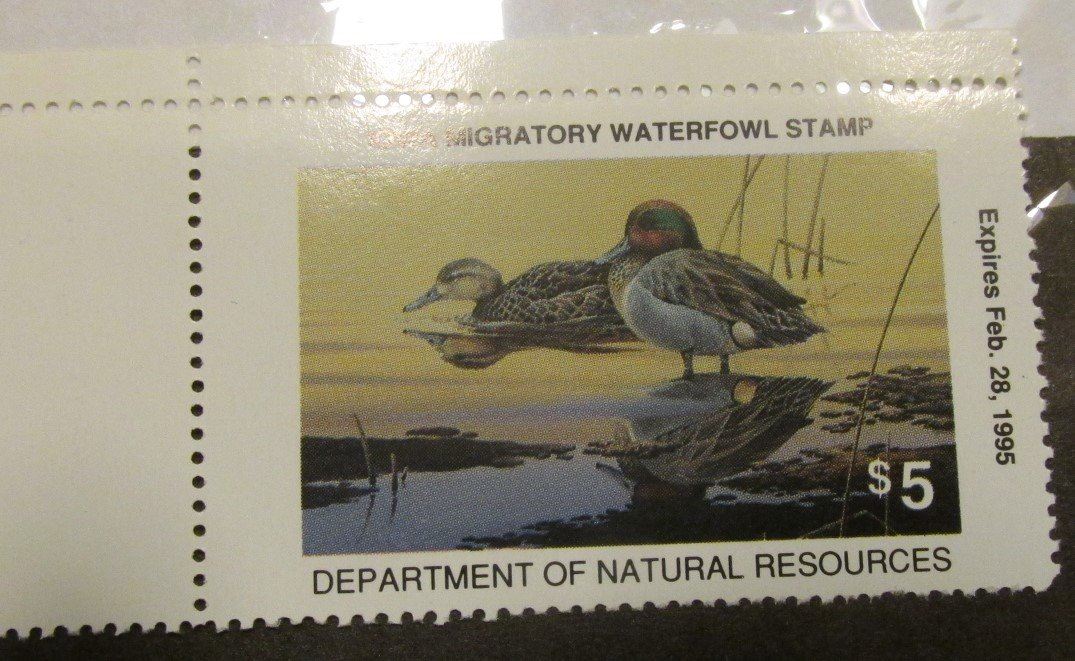 MIGRATORY WATERFOWL STAMP
Expires Feb. 28, 1995
$5
DEPARTMENT OF NATURAL RESOURCES